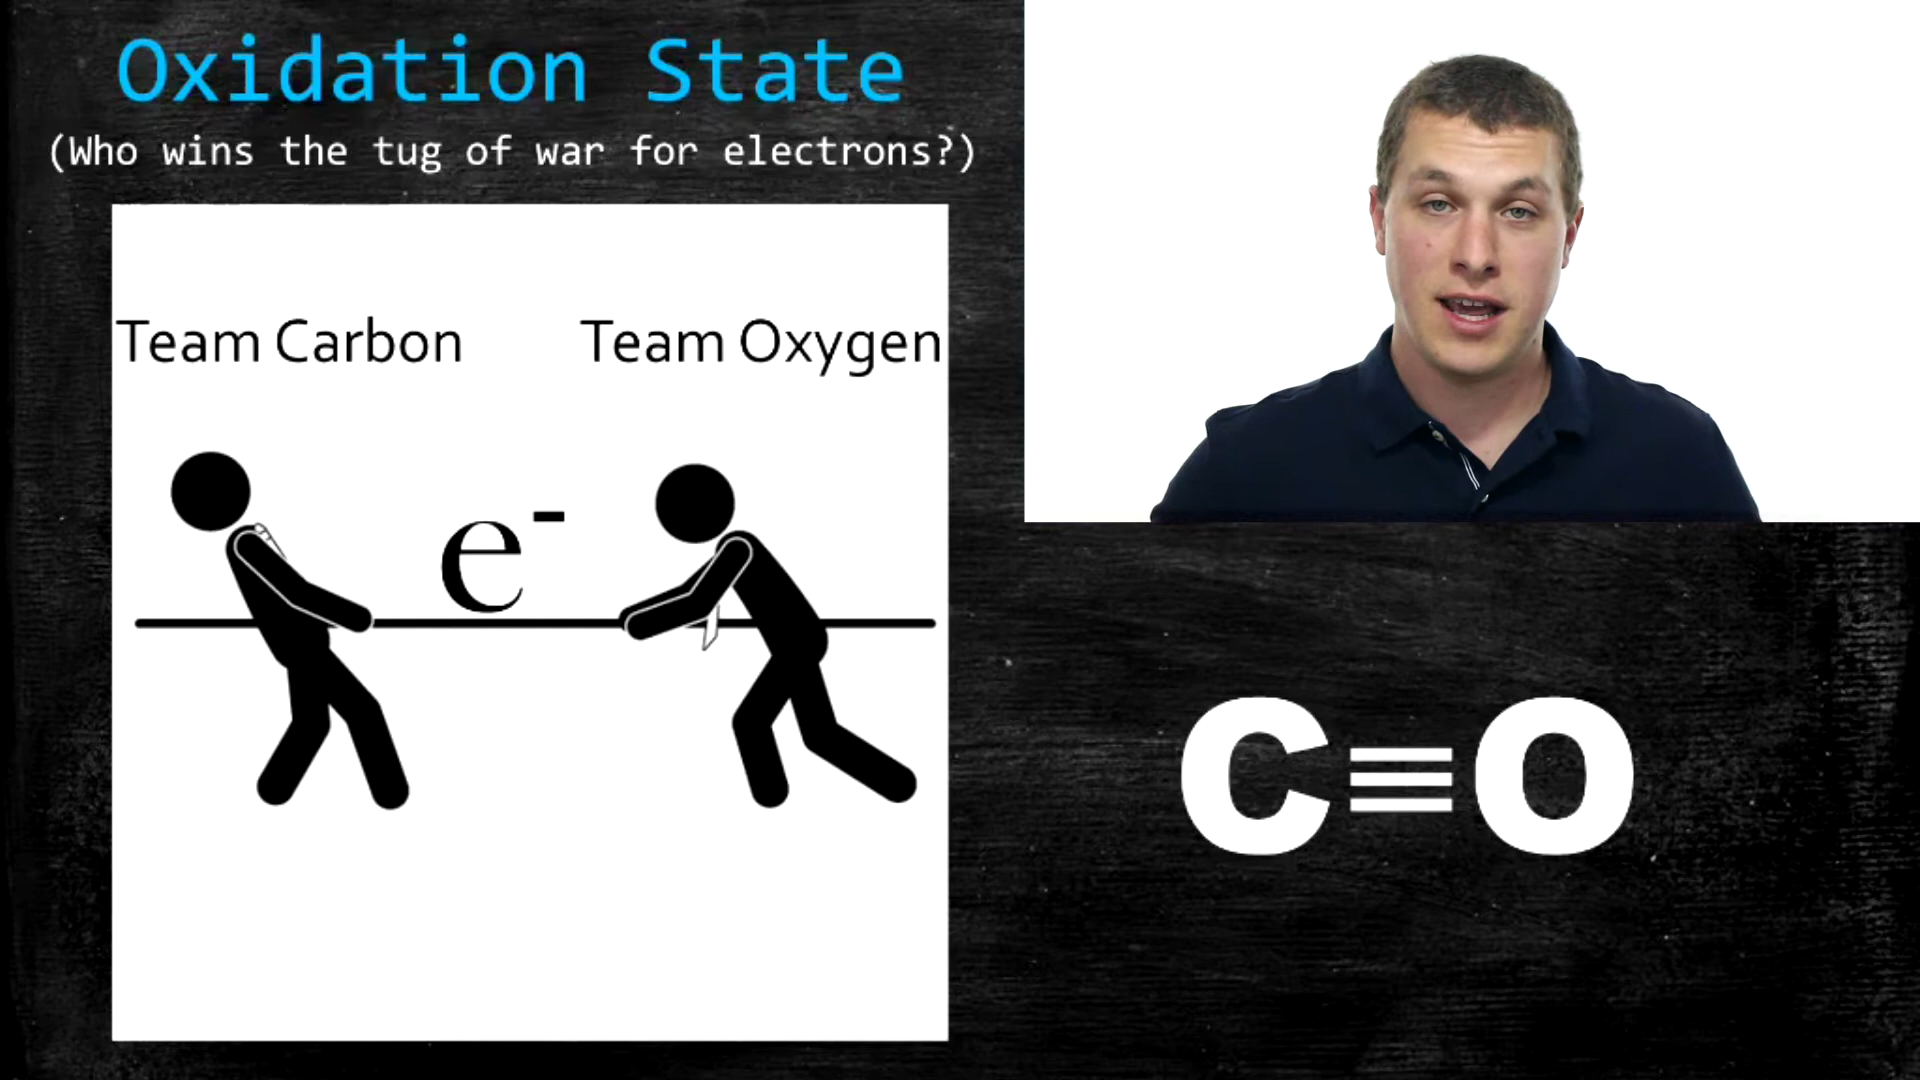 Oxidation State
(Who wins the tug of war for electrons?)
Team Carbon
Team Oxygen
e-
C≡O